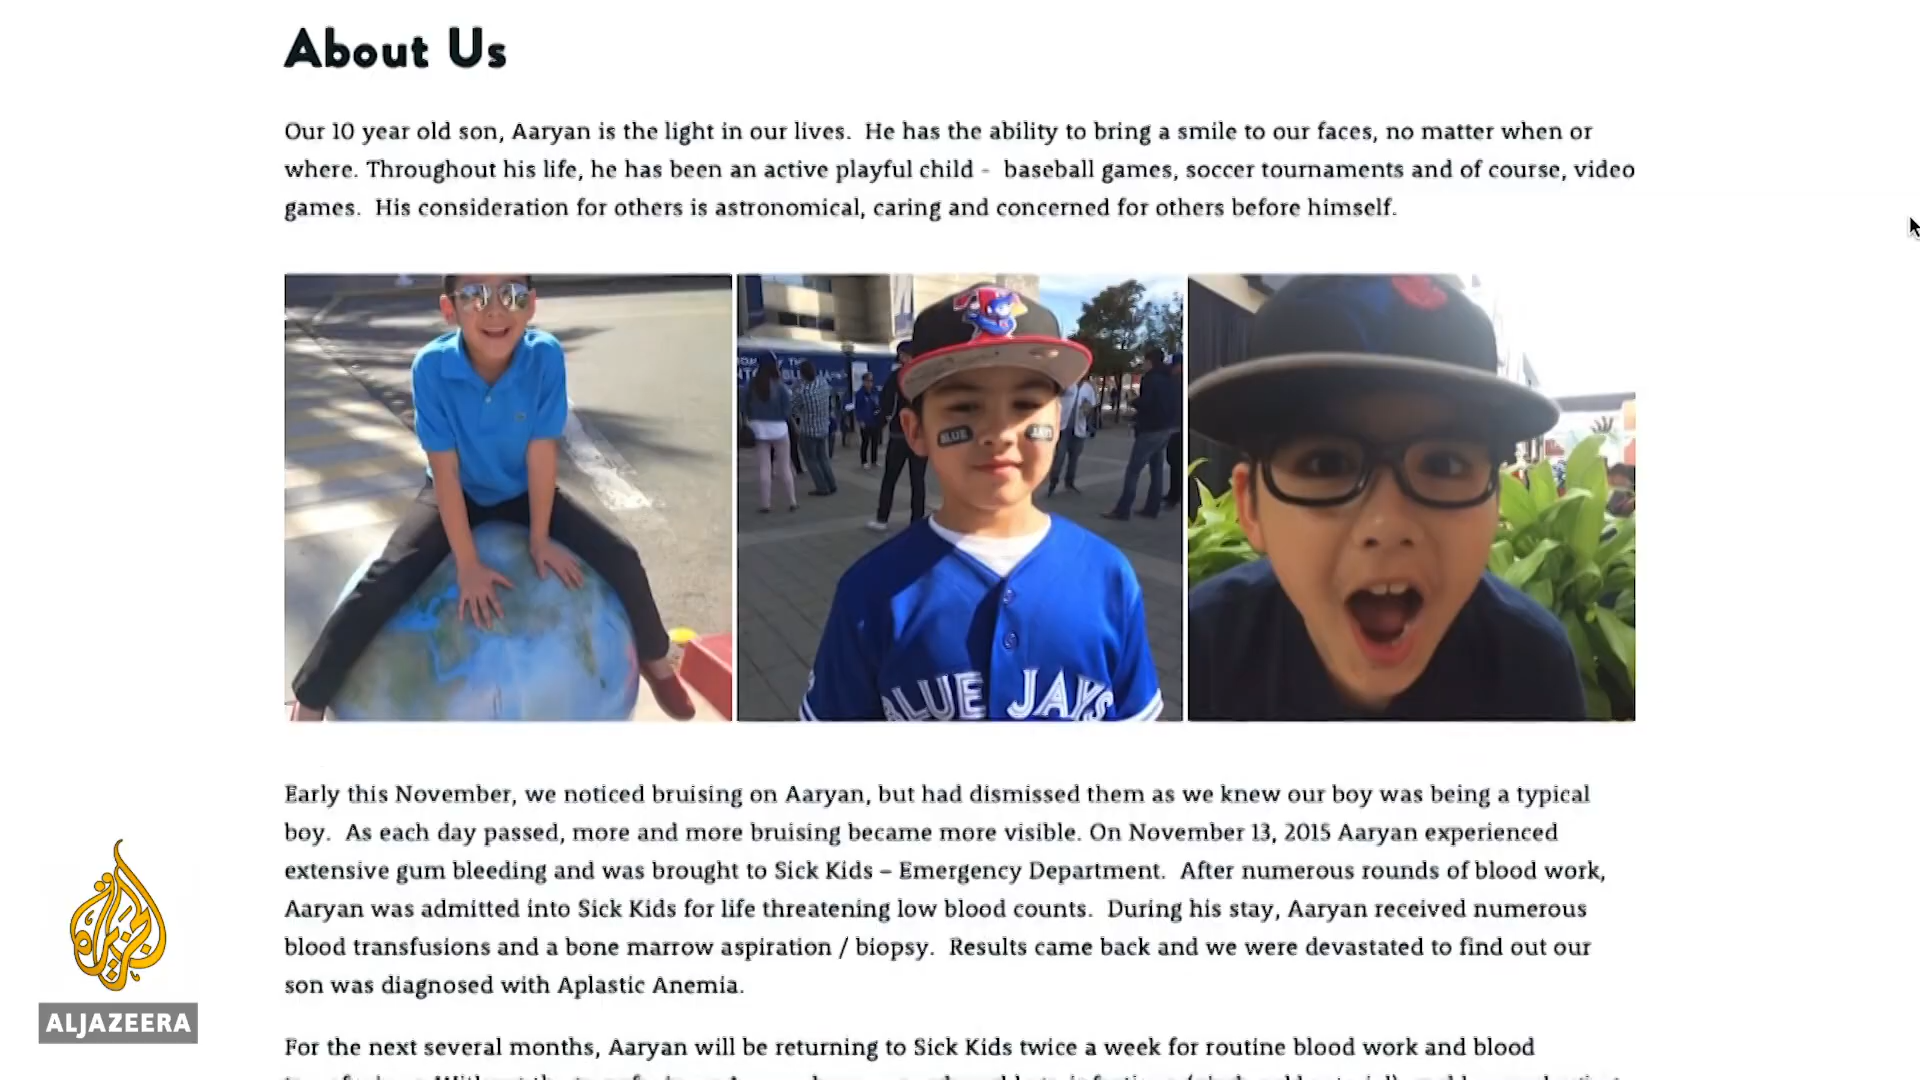 About Us
Our 10 year old son, Aaryan is the light in our lives.  He has the ability to bring a smile to our faces, no matter when or
where. Throughout his life, he has been an active playful child -  baseball games, soccer tournaments and of course, video
games.  His consideration for others is astronomical, caring and concerned for others before himself.
BLUE JAYS
BLUE
JAYS
Early this November, we noticed bruising on Aaryan, but had dismissed them as we knew our boy was being a typical
boy.  As each day passed, more and more bruising became more visible. On November 13, 2015 Aaryan experienced
extensive gum bleeding and was brought to Sick Kids – Emergency Department.  After numerous rounds of blood work,
Aaryan was admitted into Sick Kids for life threatening low blood counts.  During his stay, Aaryan received numerous
blood transfusions and a bone marrow aspiration / biopsy.  Results came back and we were devastated to find out our
son was diagnosed with Aplastic Anemia.
ALJAZEERA
For the next several months, Aaryan will be returning to Sick Kids twice a week for routine blood work and blood